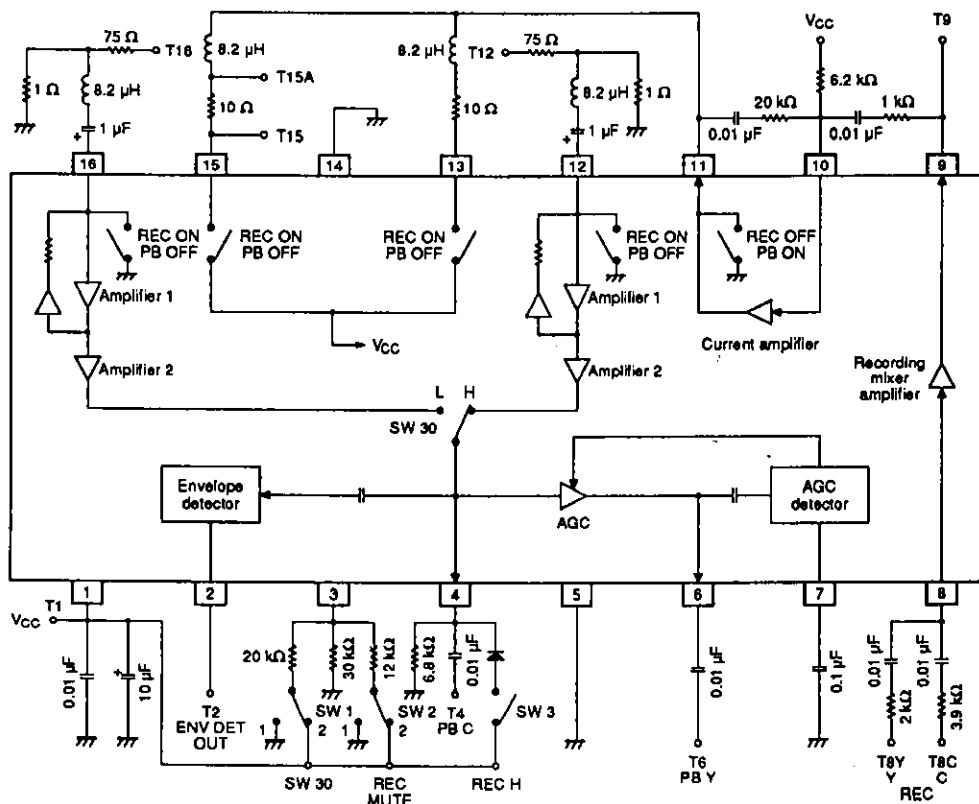 75 Ω
T16
8.2 μH
8.2 μH
T12
75 Ω
VCC
T9
1 Ω
8.2 μH
T15A
10 Ω
T15
10 Ω
8.2 μH
1 Ω
6.2 kΩ
20 kΩ
1 kΩ
0.01 μF
0.01 μF
+ 1 μF
+ 1 μF
16
15
14
13
12
11
10
9
REC ON
PB OFF
REC ON
PB OFF
REC ON
PB OFF
REC ON
PB OFF
REC OFF
PB ON
Amplifier 1
Amplifier 1
VCC
Current amplifier
Amplifier 2
Amplifier 2
Recording
mixer
amplifier
L
H
SW 30
Envelope
detector
AGC
AGC
detector
1
2
3
4
5
6
7
8
T1
VCC
0.01 μF
+
10 μF
T2
ENV DET
OUT
20 kΩ
30 kΩ
12 kΩ
6.8 kΩ
0.01 μF
SW 1
1
2
SW 2
1
2
T4
PB C
SW 3
SW 30
REC
MUTE
REC H
0.01 μF
T6
PB Y
0.1 μF
0.01 μF
0.01 μF
2 kΩ
3.9 kΩ
T8Y
Y
T8C
C
REC